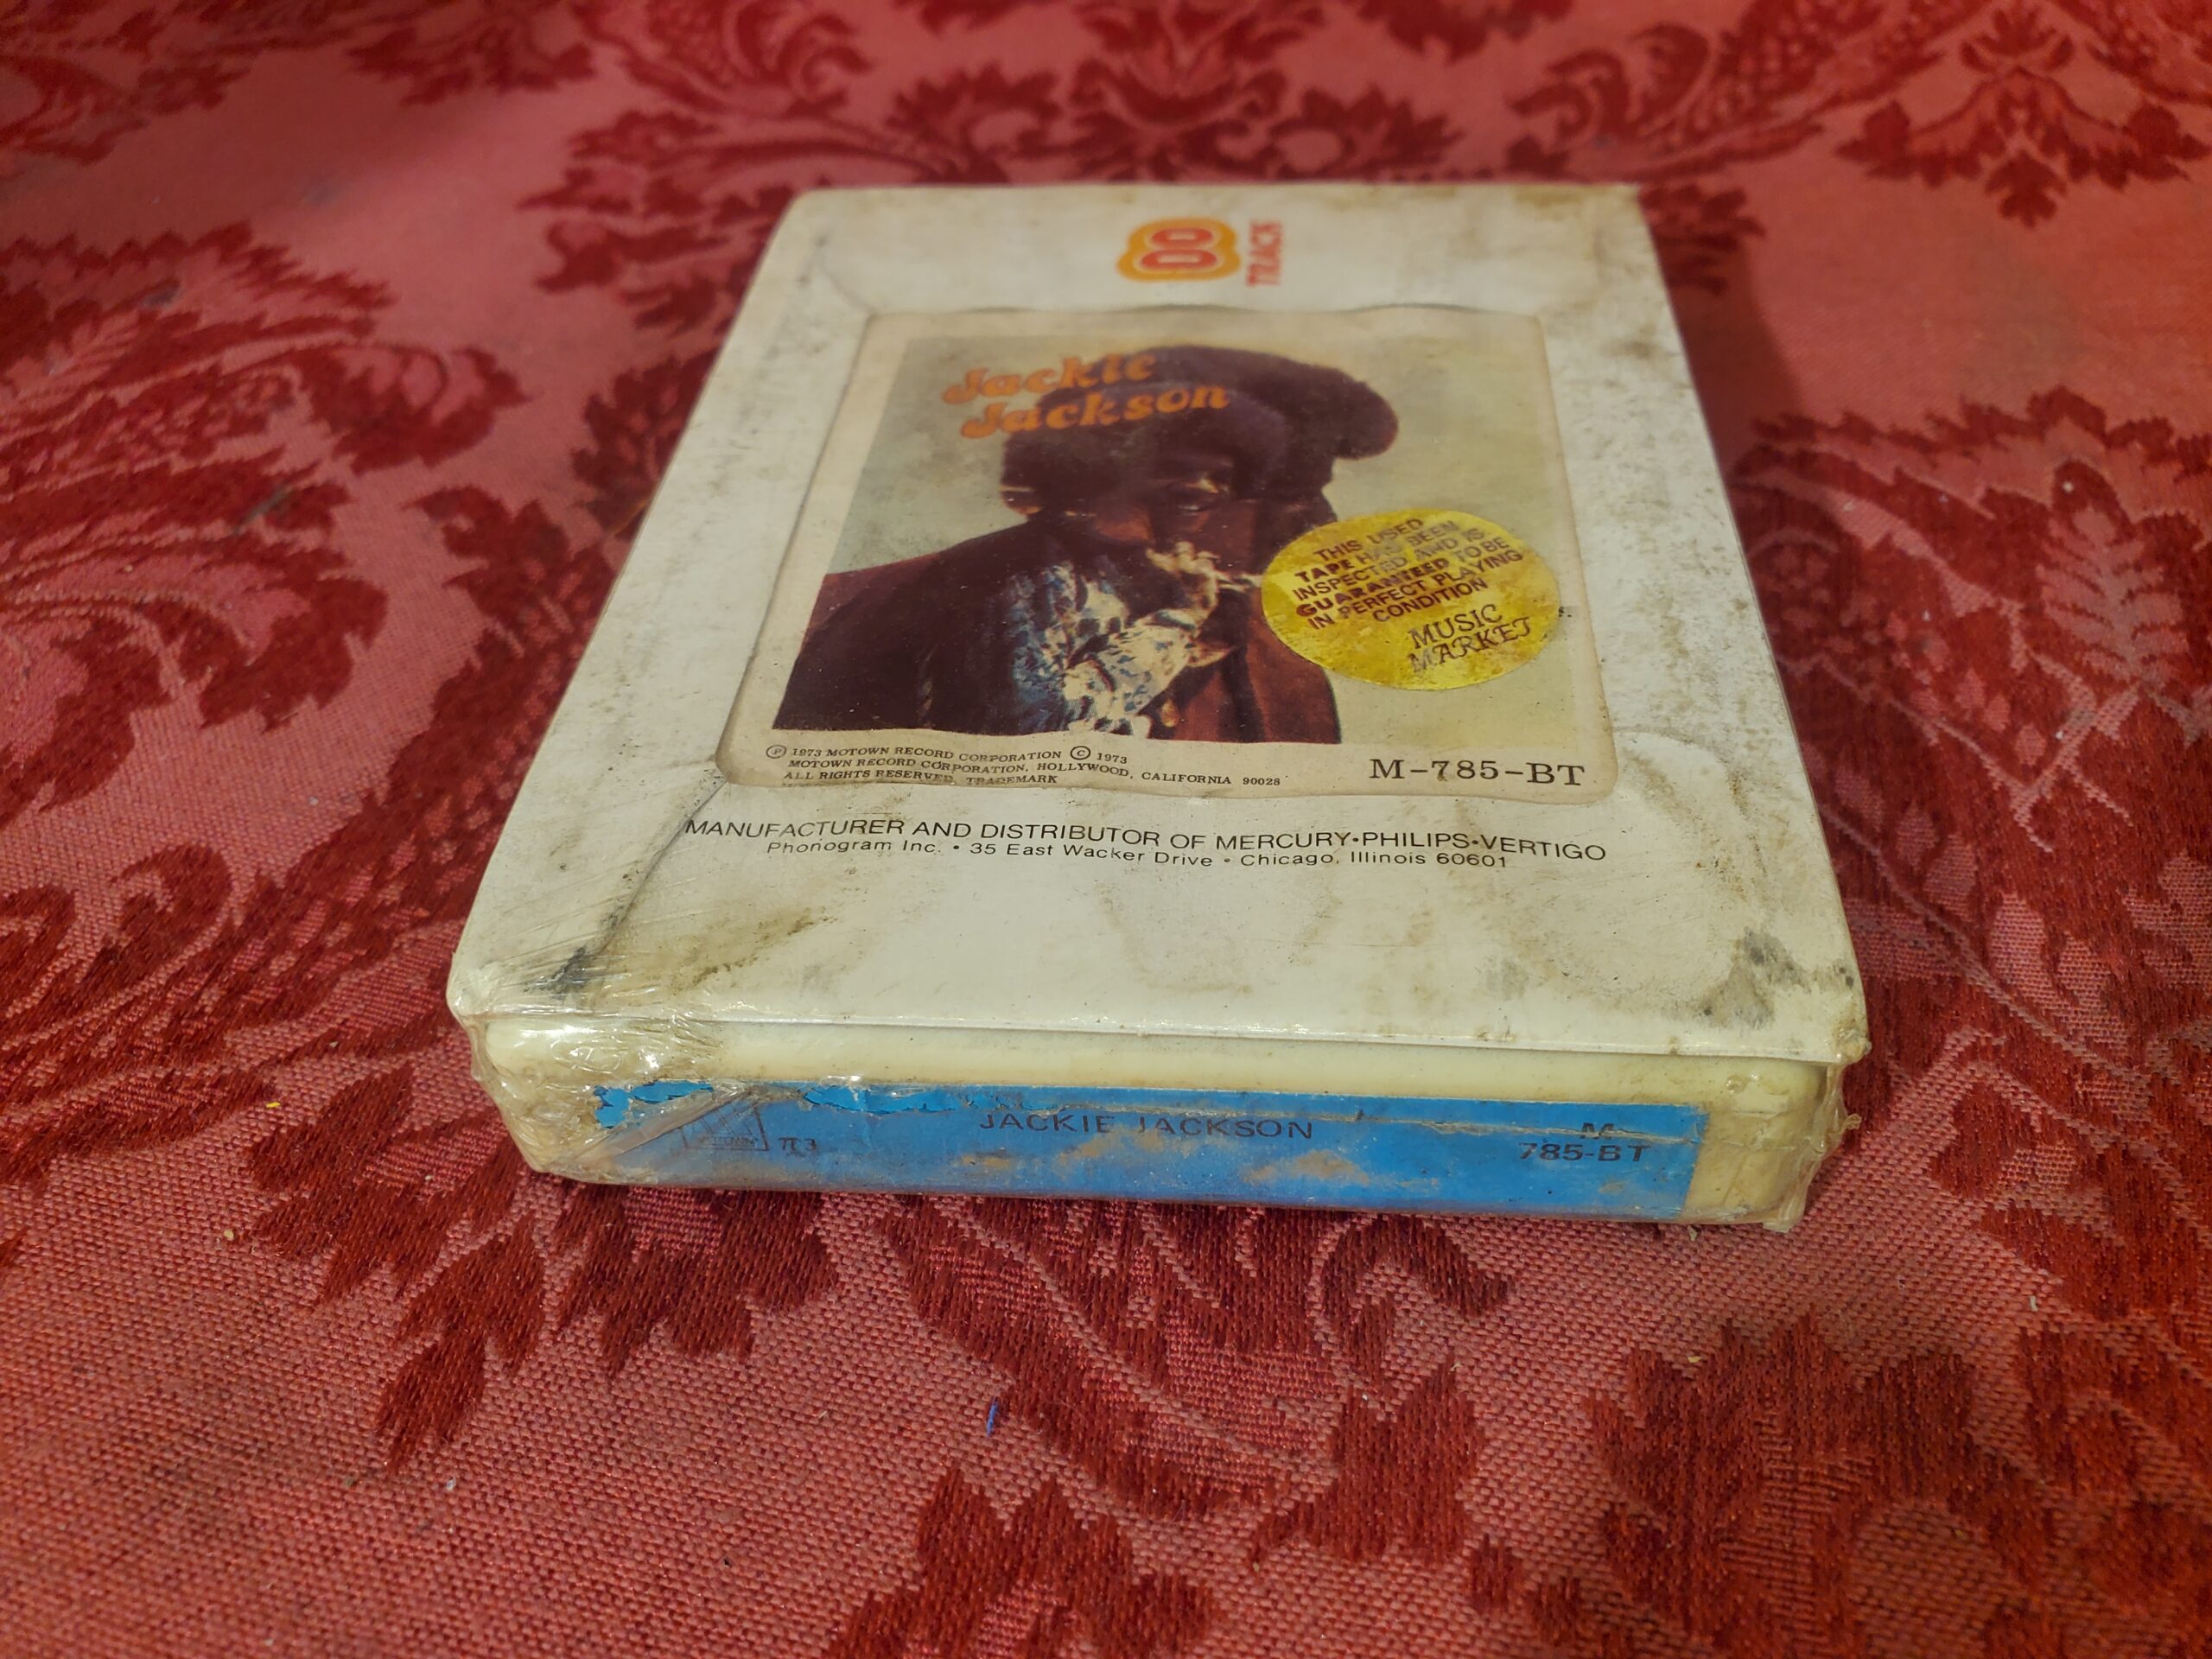 8
TRACK
Jackie
Jackson
THIS USED
TAPE HAS BEEN
INSPECTED AND IS
GUARANTEED TO BE
IN PERFECT PLAYING
CONDITION
MUSIC
MARKET
Ⓟ 1973 MOTOWN RECORD CORPORATION © 1973
MOTOWN RECORD CORPORATION, HOLLYWOOD, CALIFORNIA 90028
ALL RIGHTS RESERVED, TRADEMARK
M-785-BT
MANUFACTURER AND DISTRIBUTOR OF MERCURY•PHILIPS•VERTIGO
Phonogram Inc. • 35 East Wacker Drive • Chicago, Illinois 60601
JACKIE JACKSON
M
785-BT